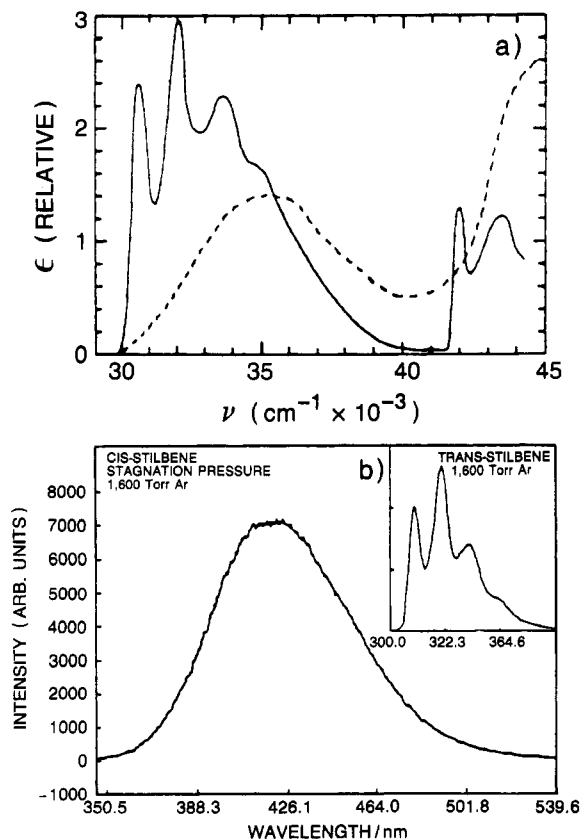 a)
3
2
1
0
ϵ (RELATIVE)
30 35 40 45
ν (cm⁻¹ × 10⁻³)
CIS-STILBENE
STAGNATION PRESSURE
1,600 Torr Ar
b)
TRANS-STILBENE
1,600 Torr Ar
300.0 322.3 364.6
8000
7000
6000
5000
4000
3000
2000
1000
0
-1000
INTENSITY (ARB. UNITS)
350.5 388.3 426.1 464.0 501.8 539.6
WAVELENGTH/nm